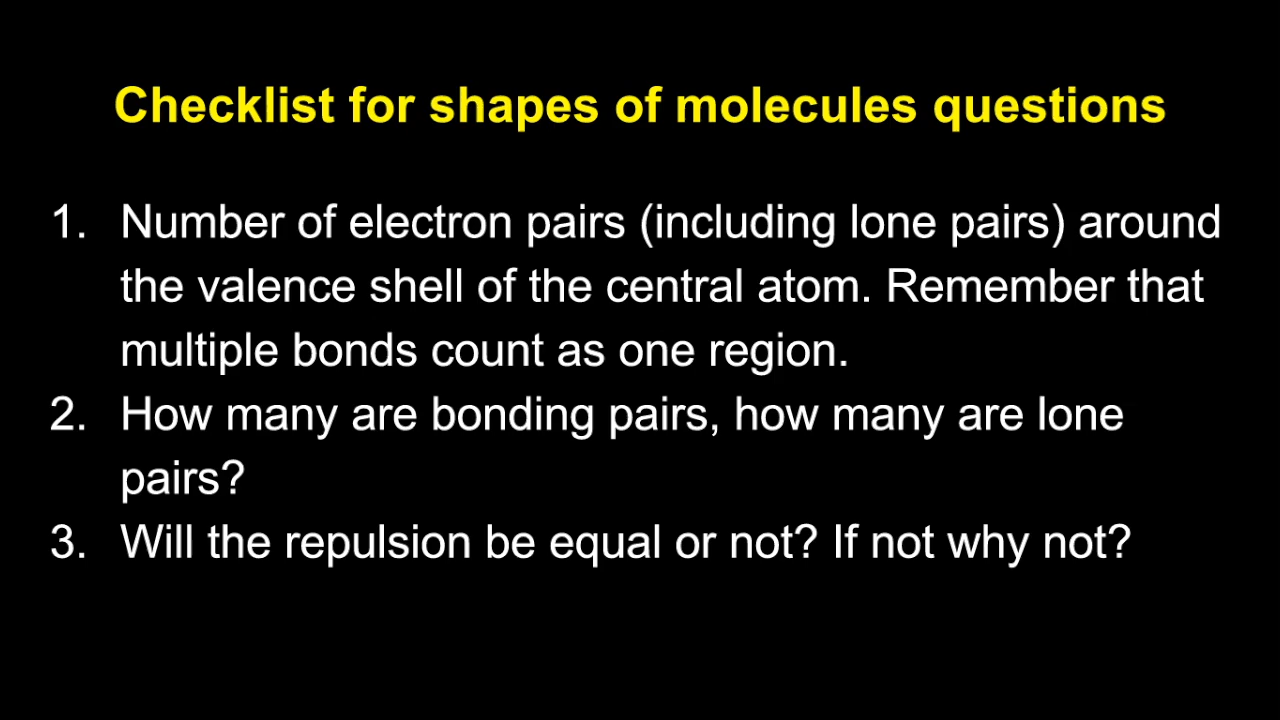 Checklist for shapes of molecules questions
1. Number of electron pairs (including lone pairs) around
the valence shell of the central atom. Remember that
multiple bonds count as one region.
2. How many are bonding pairs, how many are lone
pairs?
3. Will the repulsion be equal or not? If not why not?